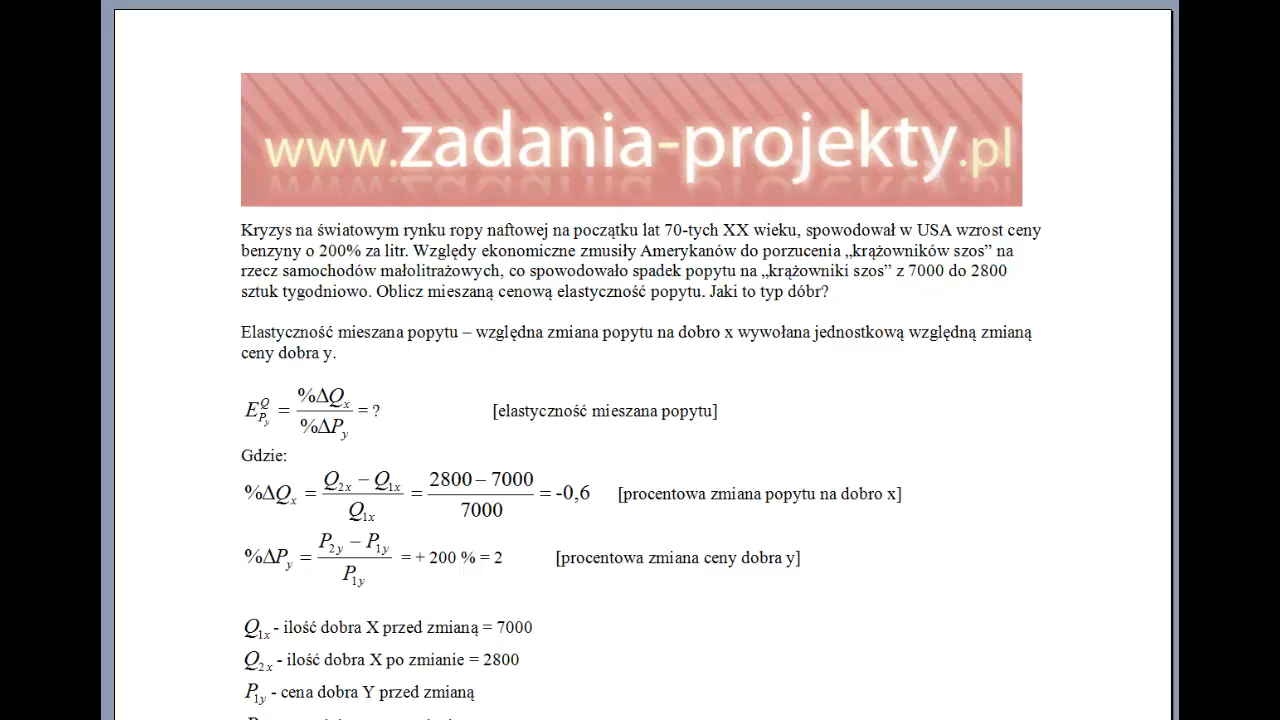 www.zadania-projekty.pl
Kryzys na światowym rynku ropy naftowej na początku lat 70-tych XX wieku, spowodował w USA wzrost ceny
benzyny o 200% za litr. Względy ekonomiczne zmusiły Amerykanów do porzucenia „krążowników szos” na
rzecz samochodów małolitrażowych, co spowodowało spadek popytu na „krążowniki szos” z 7000 do 2800
sztuk tygodniowo. Oblicz mieszaną cenową elastyczność popytu. Jaki to typ dóbr?
Elastyczność mieszana popytu – względna zmiana popytu na dobro x wywołana jednostkową względną zmianą
ceny dobra y.
E^Q_{P_y} = %ΔQ_x / %ΔP_y = ? [elastyczność mieszana popytu]
Gdzie:
%ΔQ_x = (Q_{2x} – Q_{1x}) / Q_{1x} = (2800 – 7000) / 7000 = -0,6 [procentowa zmiana popytu na dobro x]
%ΔP_y = (P_{2y} – P_{1y}) / P_{1y} = + 200 % = 2 [procentowa zmiana ceny dobra y]
Q_{1x} - ilość dobra X przed zmianą = 7000
Q_{2x} - ilość dobra X po zmianie = 2800
P_{1y} - cena dobra Y przed zmianą